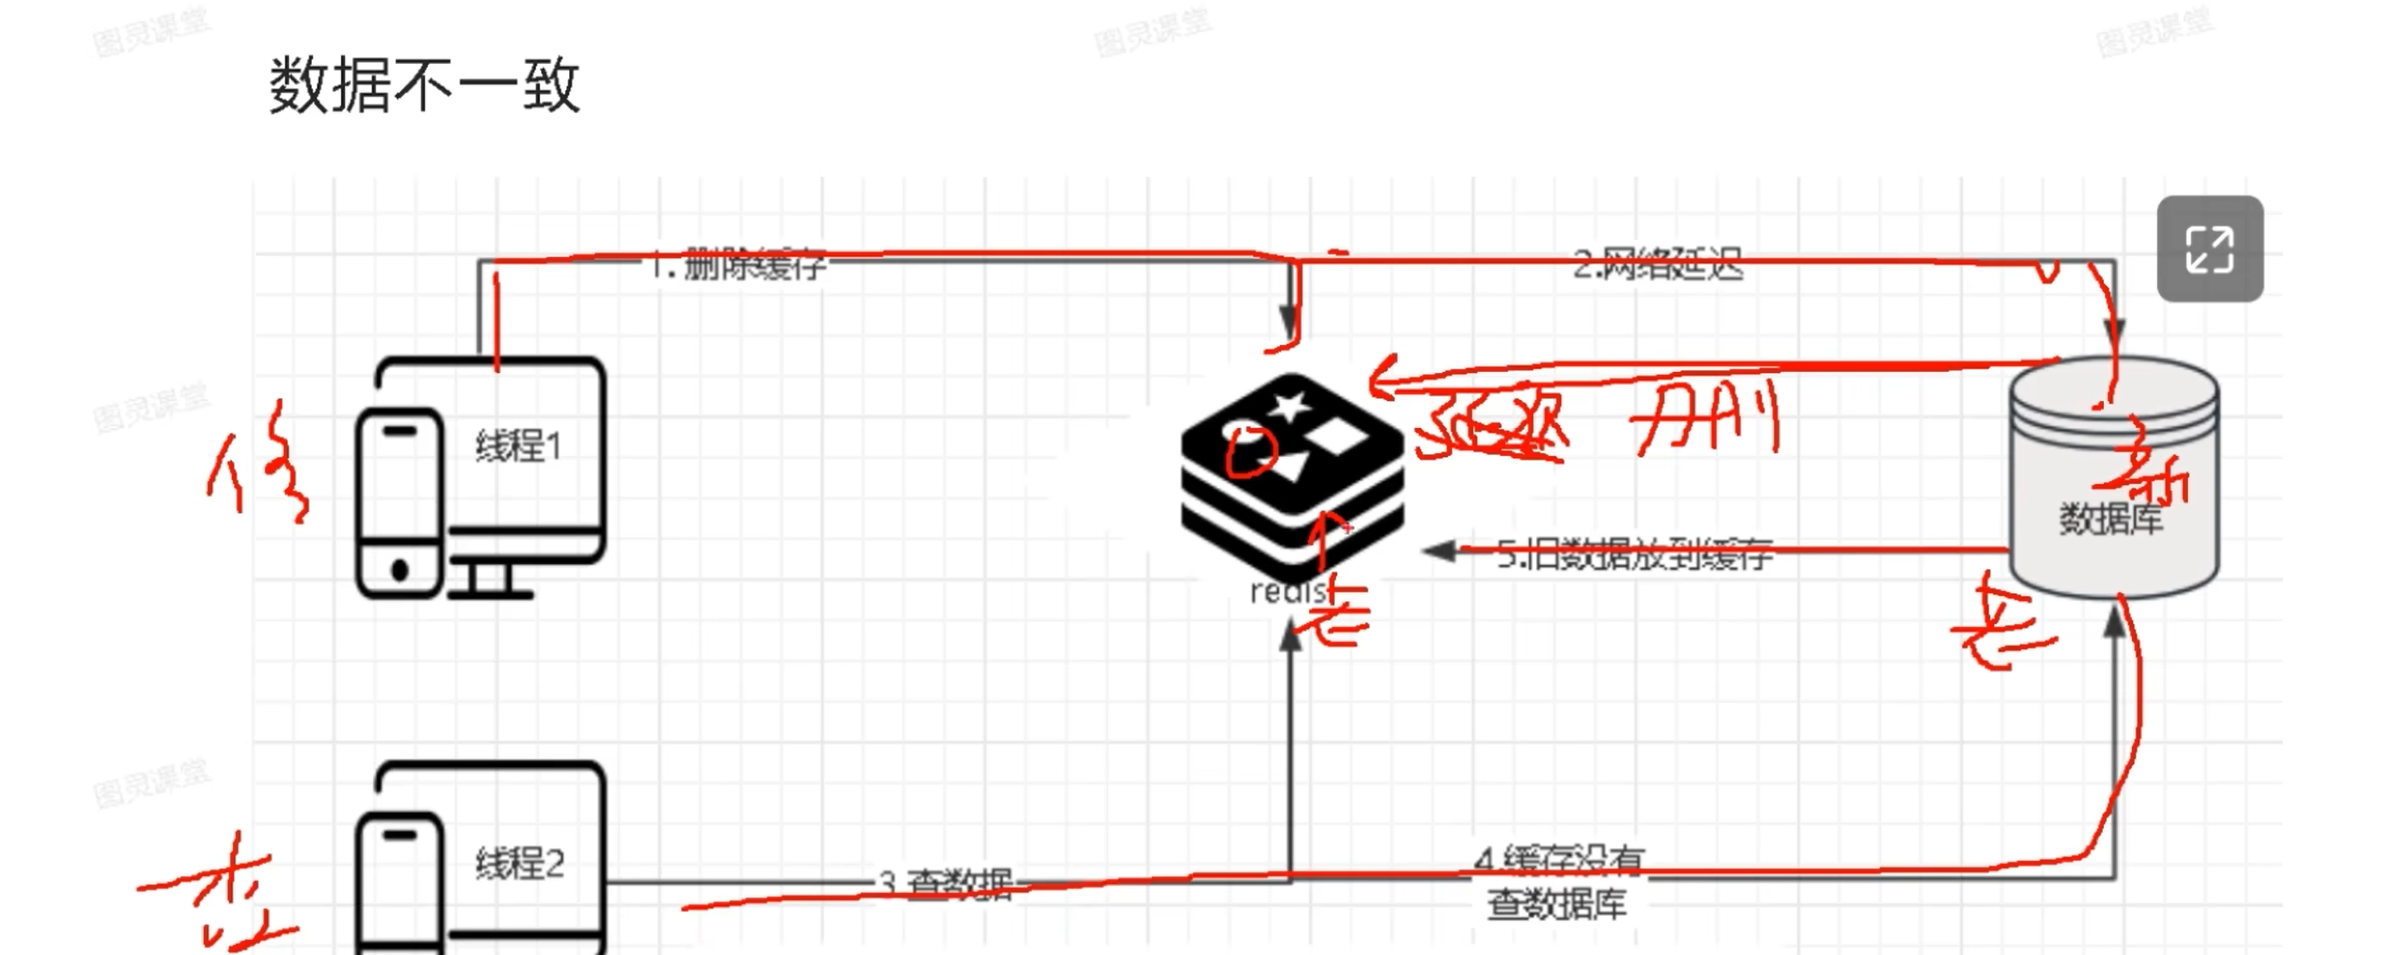 图灵课堂 图灵课堂 图灵课堂
数据不一致
1. 删除缓存 2.网络延迟
线程1
图灵课堂
修
删
新
数据库
5.旧数据放到缓存
redis
老
老
图灵课堂
线程2
查
3.查数据
4.缓存没有
查数据库